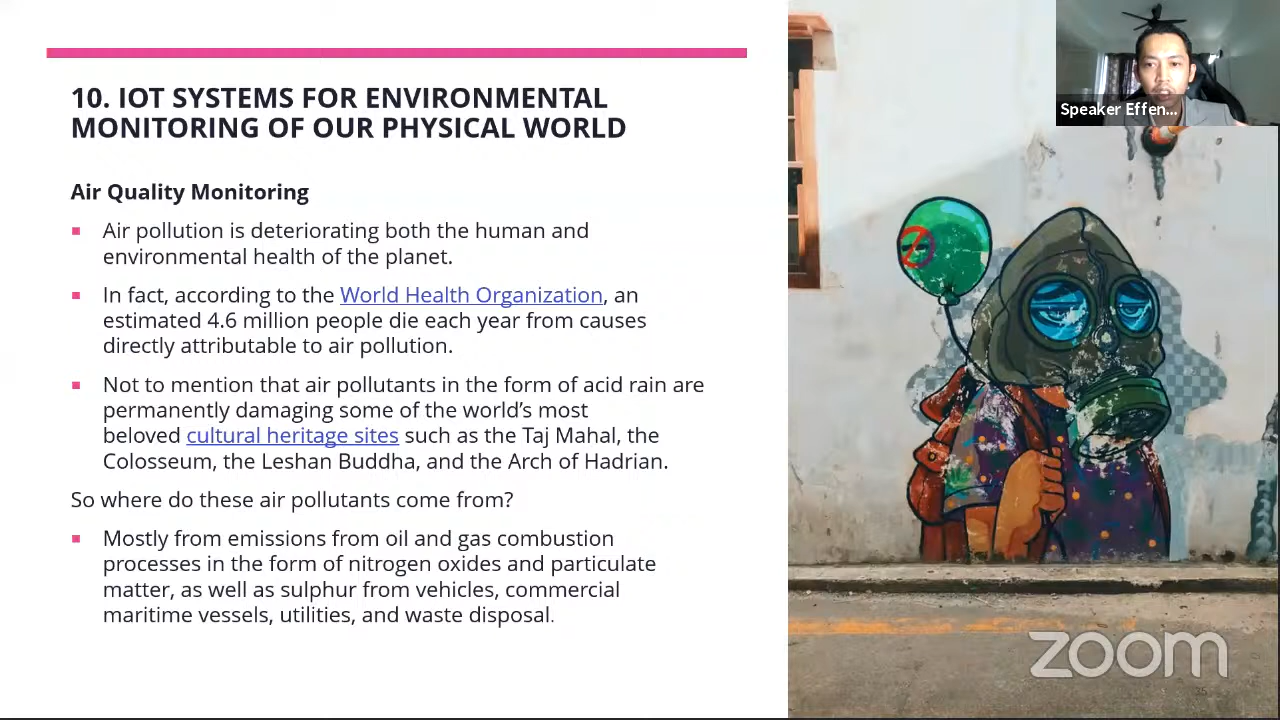 10. IOT SYSTEMS FOR ENVIRONMENTAL
MONITORING OF OUR PHYSICAL WORLD
Air Quality Monitoring
Air pollution is deteriorating both the human and
environmental health of the planet.
In fact, according to the World Health Organization, an
estimated 4.6 million people die each year from causes
directly attributable to air pollution.
Not to mention that air pollutants in the form of acid rain are
permanently damaging some of the world’s most
beloved cultural heritage sites such as the Taj Mahal, the
Colosseum, the Leshan Buddha, and the Arch of Hadrian.
So where do these air pollutants come from?
Mostly from emissions from oil and gas combustion
processes in the form of nitrogen oxides and particulate
matter, as well as sulphur from vehicles, commercial
maritime vessels, utilities, and waste disposal.
Speaker Effen...
zoom
35